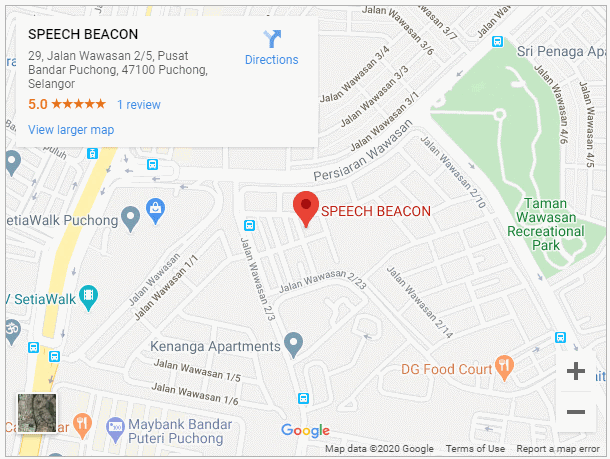 SPEECH BEACON
29, Jalan Wawasan 2/5, Pusat
Bandar Puchong, 47100 Puchong,
Selangor
5.0 ★★★★★ 1 review
View larger map
Directions
Jalan Wawasan 3/6
Jalan Wawasan 3/4
Jalan Wawasan 3/3
Jalan Wawasan 3/1
Sri Penaga Apa
Jalan Wawasan 4/6
Jalan Wawasan 4/5
Persiaran Wawasan
Jalan Wawasan 2/10
Taman
Wawasan
Recreational
Park
SetiaWalk Puchong
SPEECH BEACON
Jalan Wawasan
Jalan Wawasan 1/1
Jalan Wawasan 2/3
Jalan Wawasan 2/23
Jalan Wawasan 2/14
V SetiaWalk
Kenanga Apartments
Jalan Wawasan 1/5
Jalan Wawasan 1/6
DG Food Court
Maybank Bandar
Puteri Puchong
Google
Map data ©2020 Google
Terms of Use
Report a map error